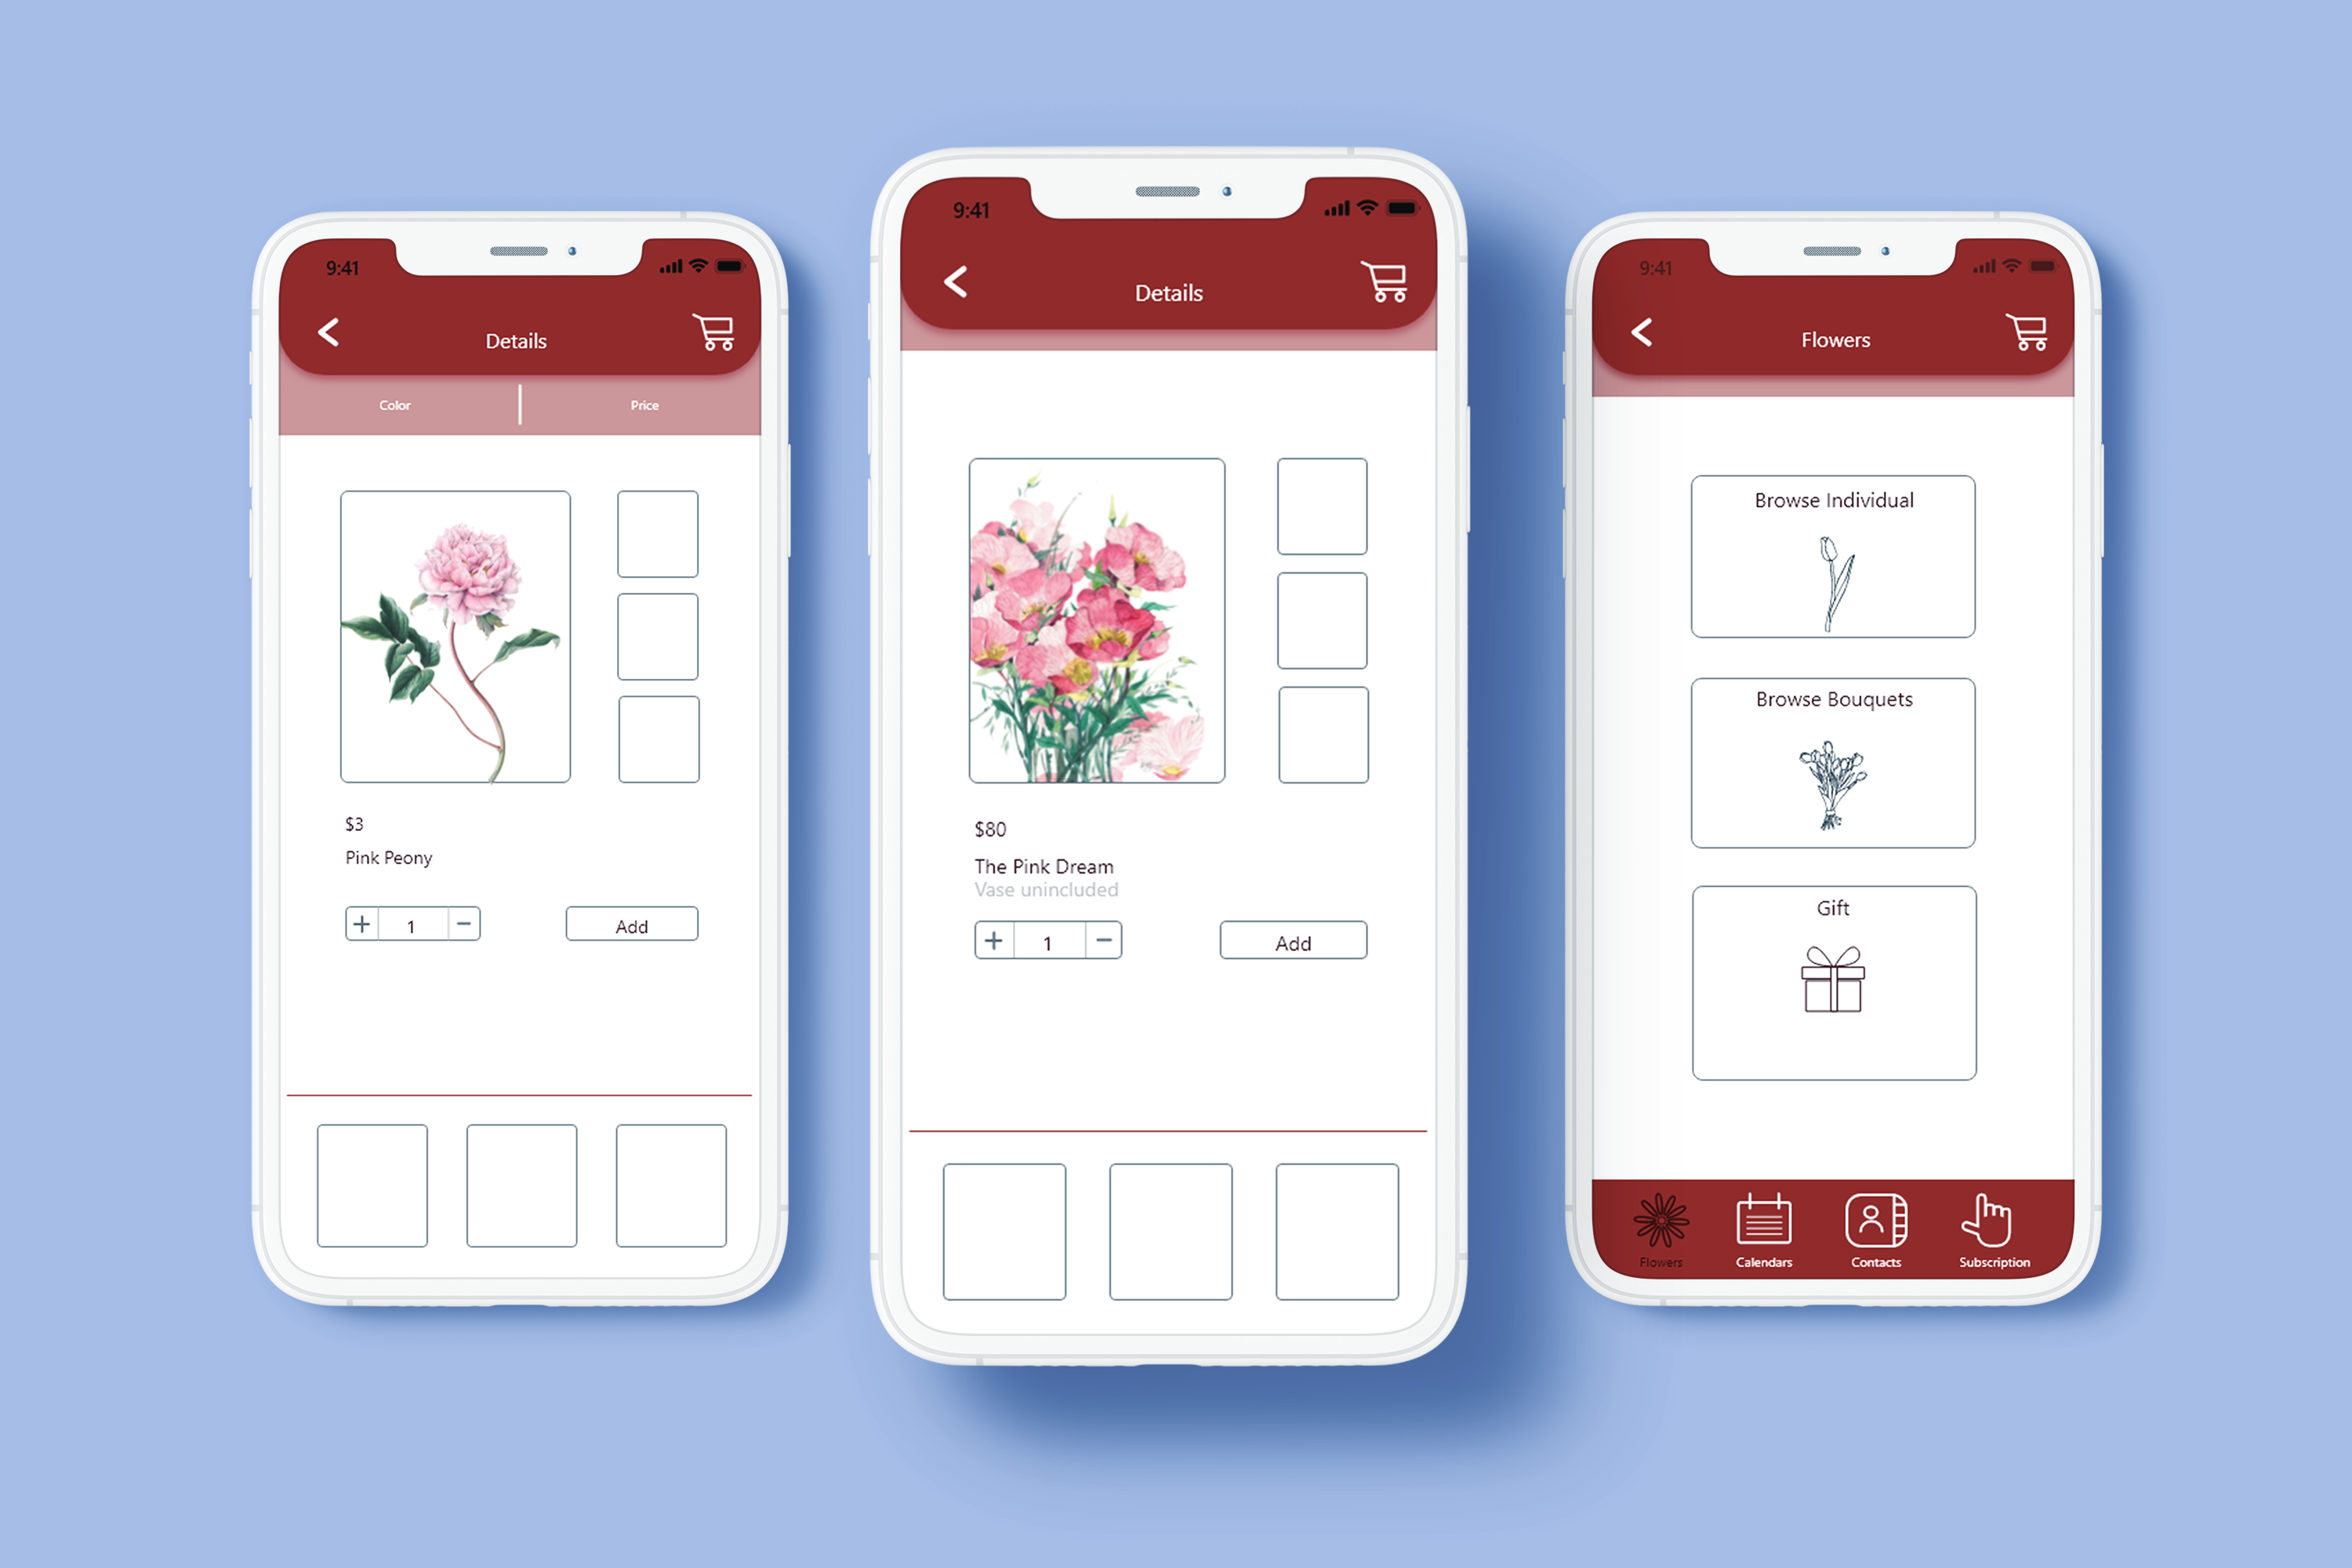 9:41
Details
Color
Price
$3
Pink Peony
+ 1 −
Add
9:41
Details
$80
The Pink Dream
Vase unincluded
+ 1 −
Add
9:41
Flowers
Browse Individual
Browse Bouquets
Gift
Flowers
Calendars
Contacts
Subscription